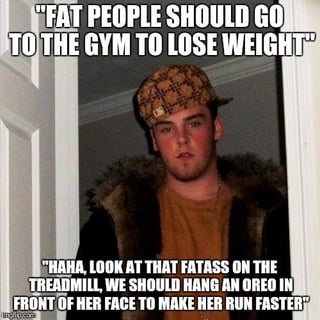 "FAT PEOPLE SHOULD GO
TO THE GYM TO LOSE WEIGHT"
"HAHA, LOOK AT THAT FATASS ON THE
TREADMILL, WE SHOULD HANG AN OREO IN
FRONT OF HER FACE TO MAKE HER RUN FASTER"
imgflip.com